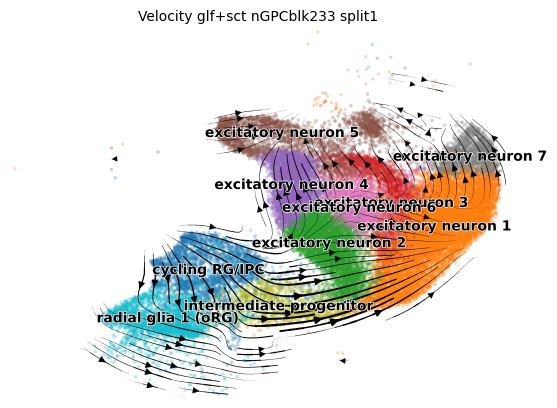 Velocity glf+sct nGPCblk233 split1
excitatory neuron 5
excitatory neuron 7
excitatory neuron 4
excitatory neuron 3
excitatory neuron 6
excitatory neuron 1
excitatory neuron 2
cycling RG/IPC
intermediate progenitor
radial glia 1 (oRG)